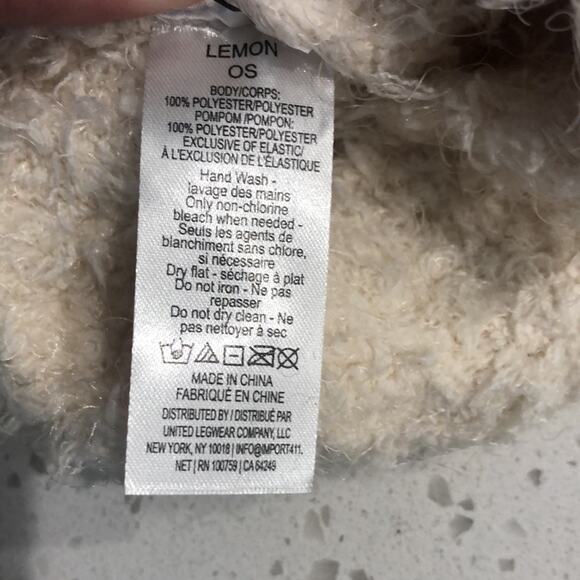 LEMON
OS
BODY/CORPS:
100% POLYESTER/POLYESTER
POMPOM /POMPON:
100% POLYESTER/POLYESTER
EXCLUSIVE OF ELASTIC/
À L'EXCLUSION DE L'ÉLASTIQUE
Hand Wash -
lavage des mains
Only non-chlorine
bleach when needed -
Seuls les agents de
blanchiment sans chlore,
si nécessaire
Dry flat - séchage à plat
Do not iron - Ne pas
repasser
Do not dry clean - Ne
pas nettoyer à sec
MADE IN CHINA
FABRIQUÉ EN CHINE
DISTRIBUTED BY / DISTRIBUÉ PAR
UNITED LEGWEAR COMPANY, LLC
NEW YORK, NY 10018 | INFO@IMPORT411.
NET | RN 100759 | CA 64249